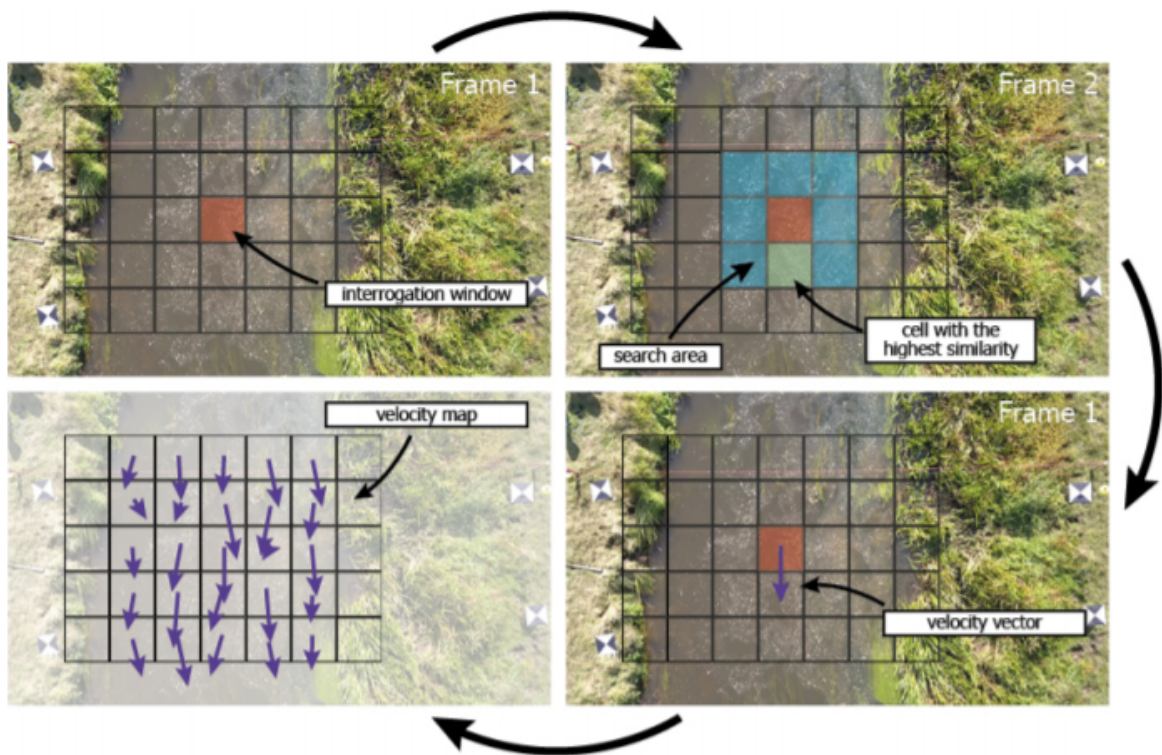 Frame 1
interrogation window
Frame 2
search area
cell with the
highest similarity
velocity map
Frame 1
velocity vector